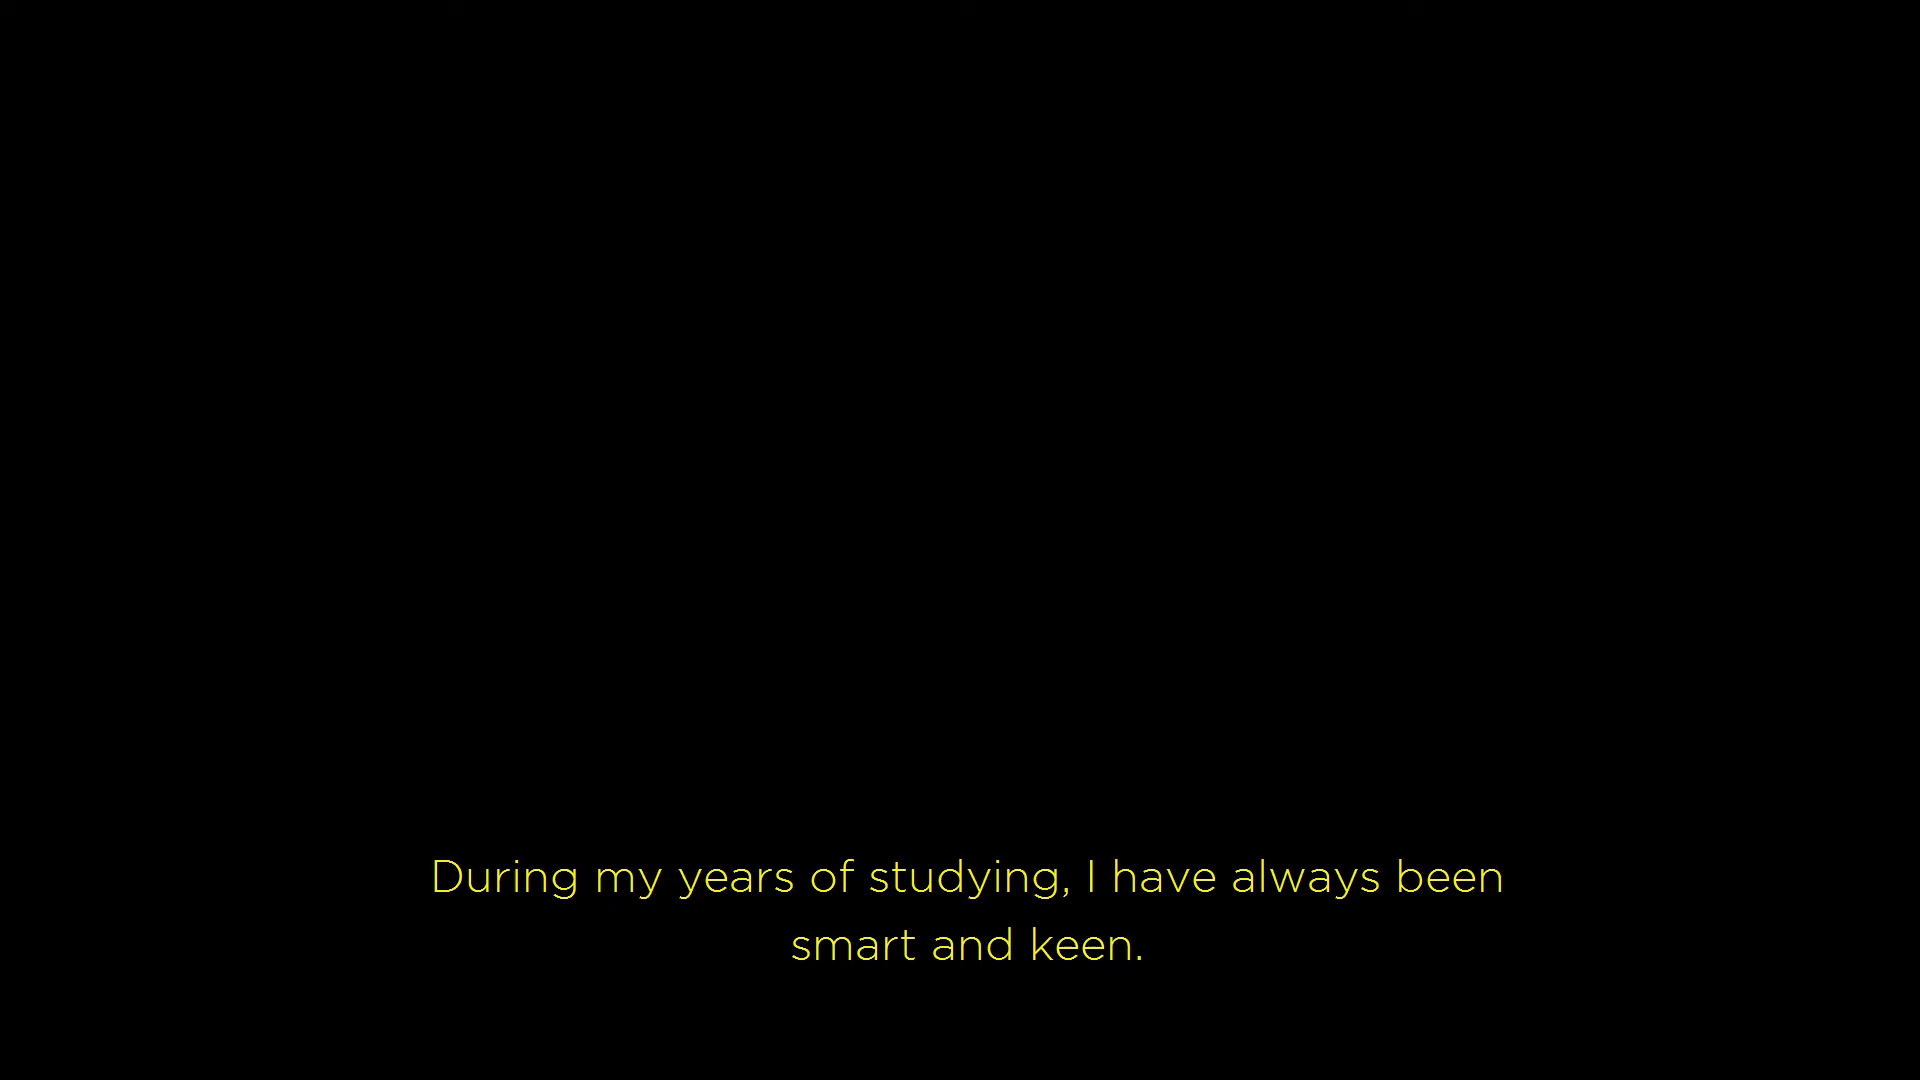 During my years of studying, I have always been
smart and keen.